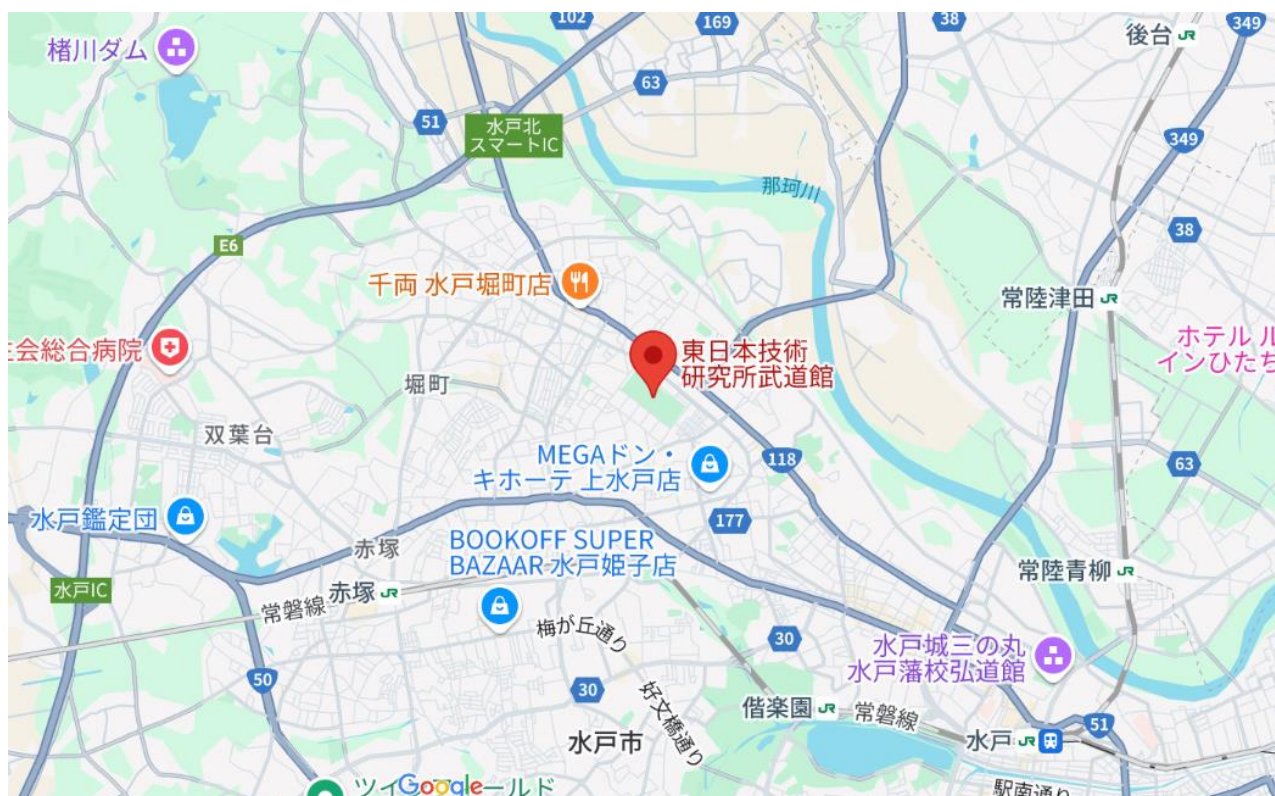 102
169
38
349
楮川ダム
後台
63
51
水戸北
スマートIC
349
那珂川
38
E6
千両 水戸堀町店
常陸津田
東日本技術
研究所武道館
ホテル ル
インひたち
会総合病院
堀町
双葉台
MEGAドン・
キホーテ 上水戸店
118
63
水戸鑑定団
177
赤塚
BOOKOFF SUPER
BAZAAR 水戸姫子店
常陸青柳
水戸IC
常磐線
赤塚
梅が丘通り
30
水戸城三の丸
水戸藩校弘道館
50
30
好文橋通り
偕楽園
常磐線
51
水戸市
水戸
Google
ールド
駅南通り